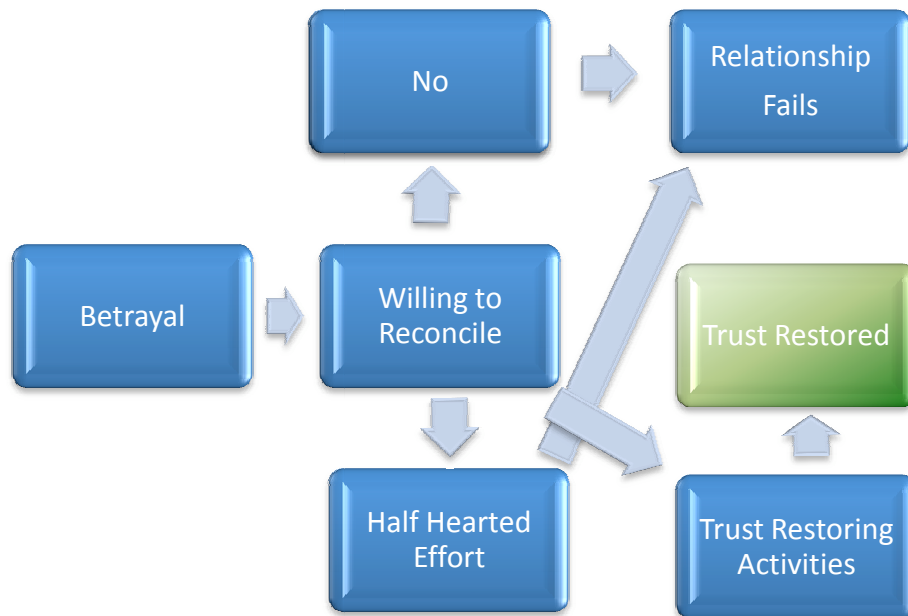 No
Relationship
Fails
Betrayal
Willing to
Reconcile
Trust Restored
Half Hearted
Effort
Trust Restoring
Activities